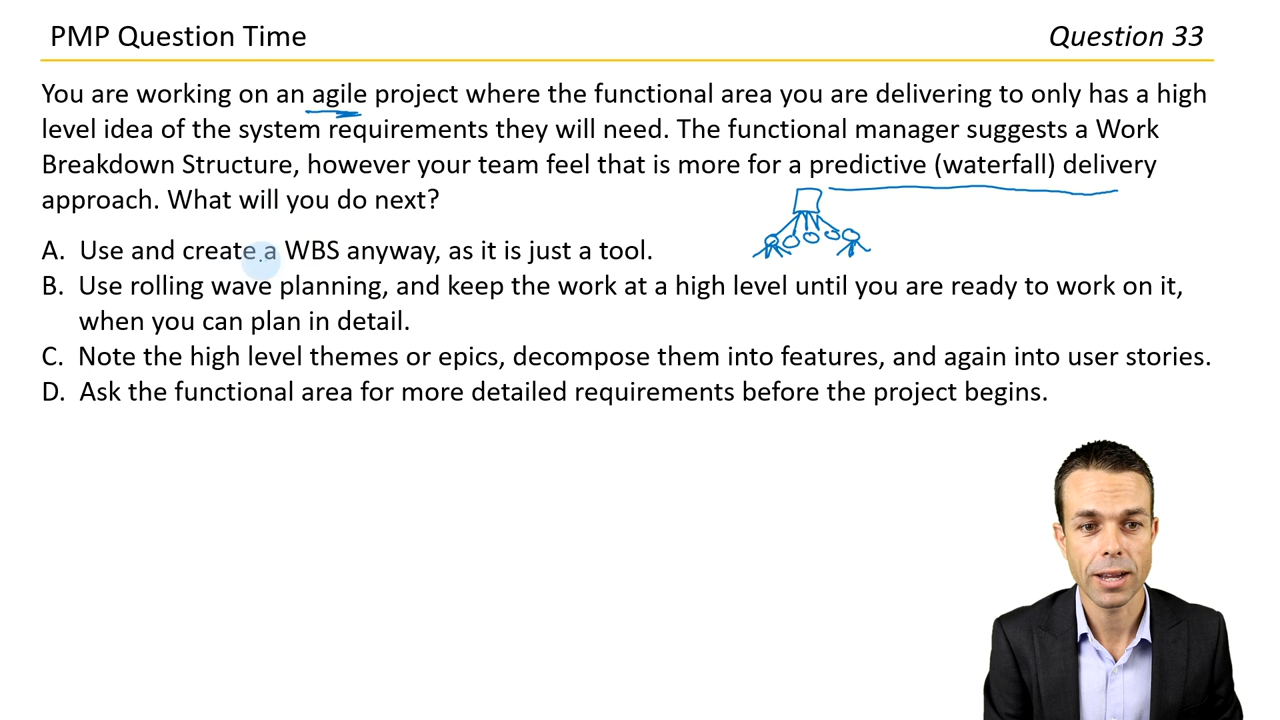 PMP Question Time
Question 33
You are working on an agile project where the functional area you are delivering to only has a high
level idea of the system requirements they will need. The functional manager suggests a Work
Breakdown Structure, however your team feel that is more for a predictive (waterfall) delivery
approach. What will you do next?
A. Use and create a WBS anyway, as it is just a tool.
B. Use rolling wave planning, and keep the work at a high level until you are ready to work on it,
when you can plan in detail.
C. Note the high level themes or epics, decompose them into features, and again into user stories.
D. Ask the functional area for more detailed requirements before the project begins.